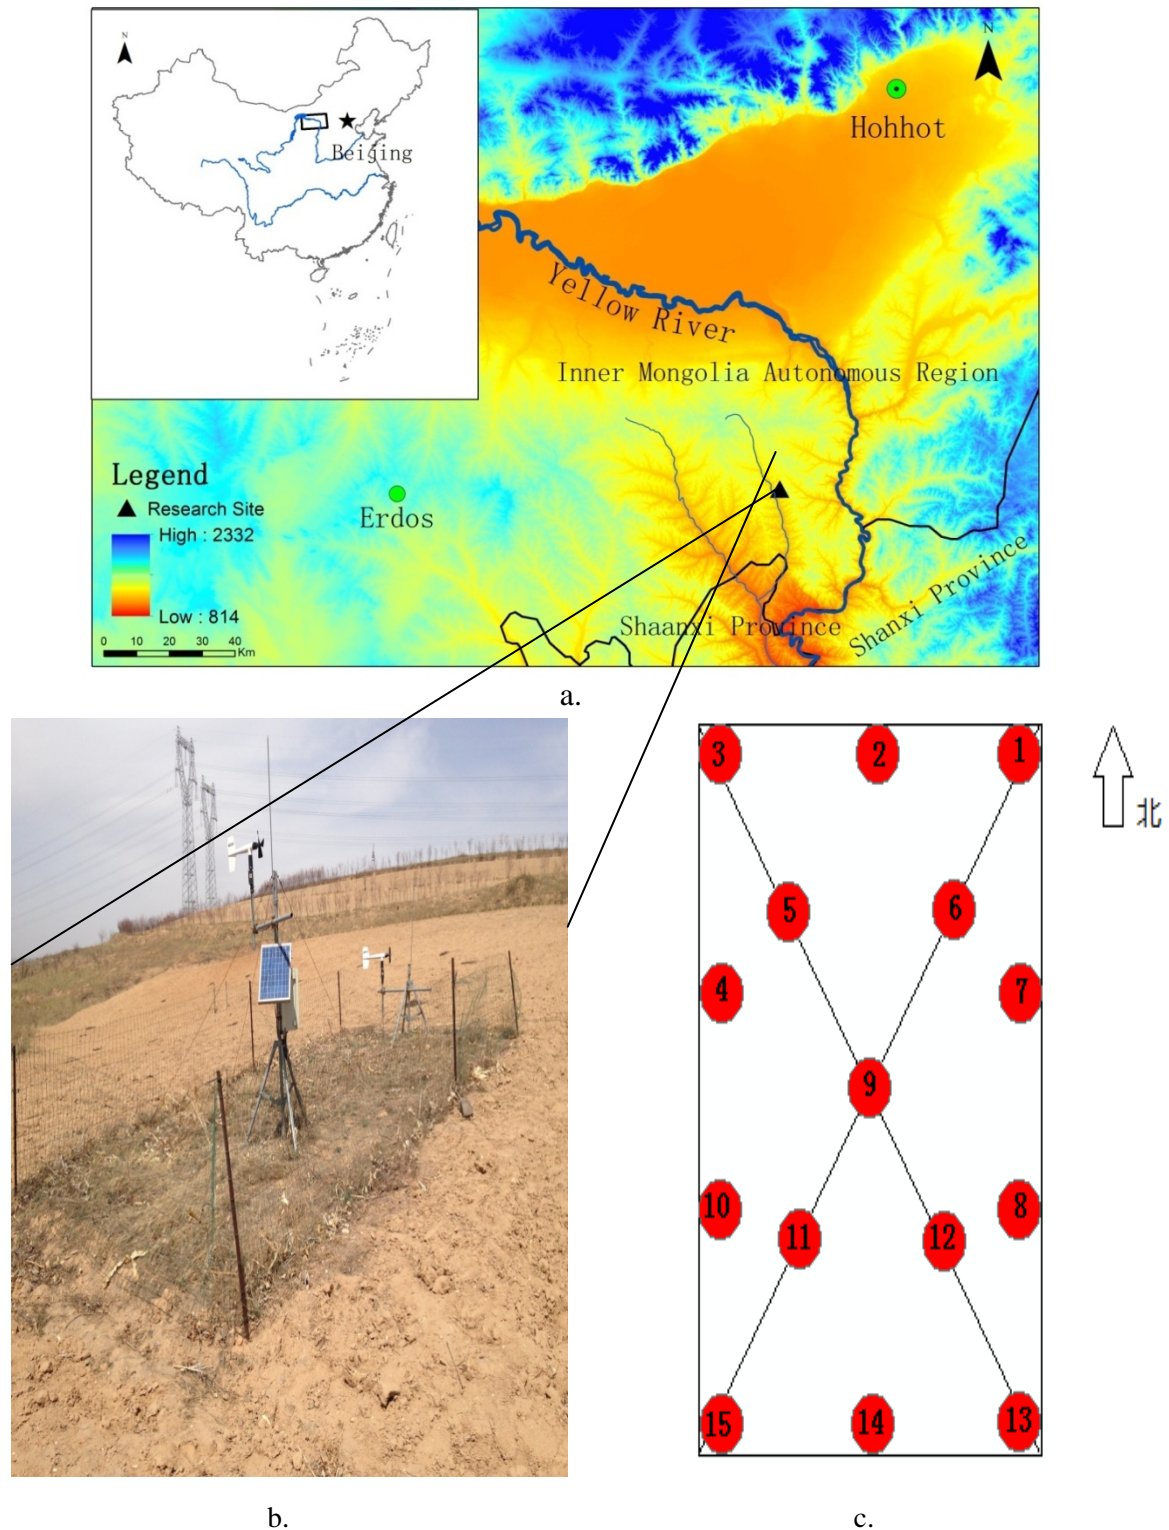 N
Beijing
N
Hohhot
Yellow River
Inner Mongolia Autonomous Region
Legend
Research Site
High : 2332
Low : 814
0 10 20 30 40
Km
Erdos
Shaanxi Province
Shanxi Province
a.
3 2 1
北
5 6
4 7
9
10 8
11 12
15 14 13
b. c.